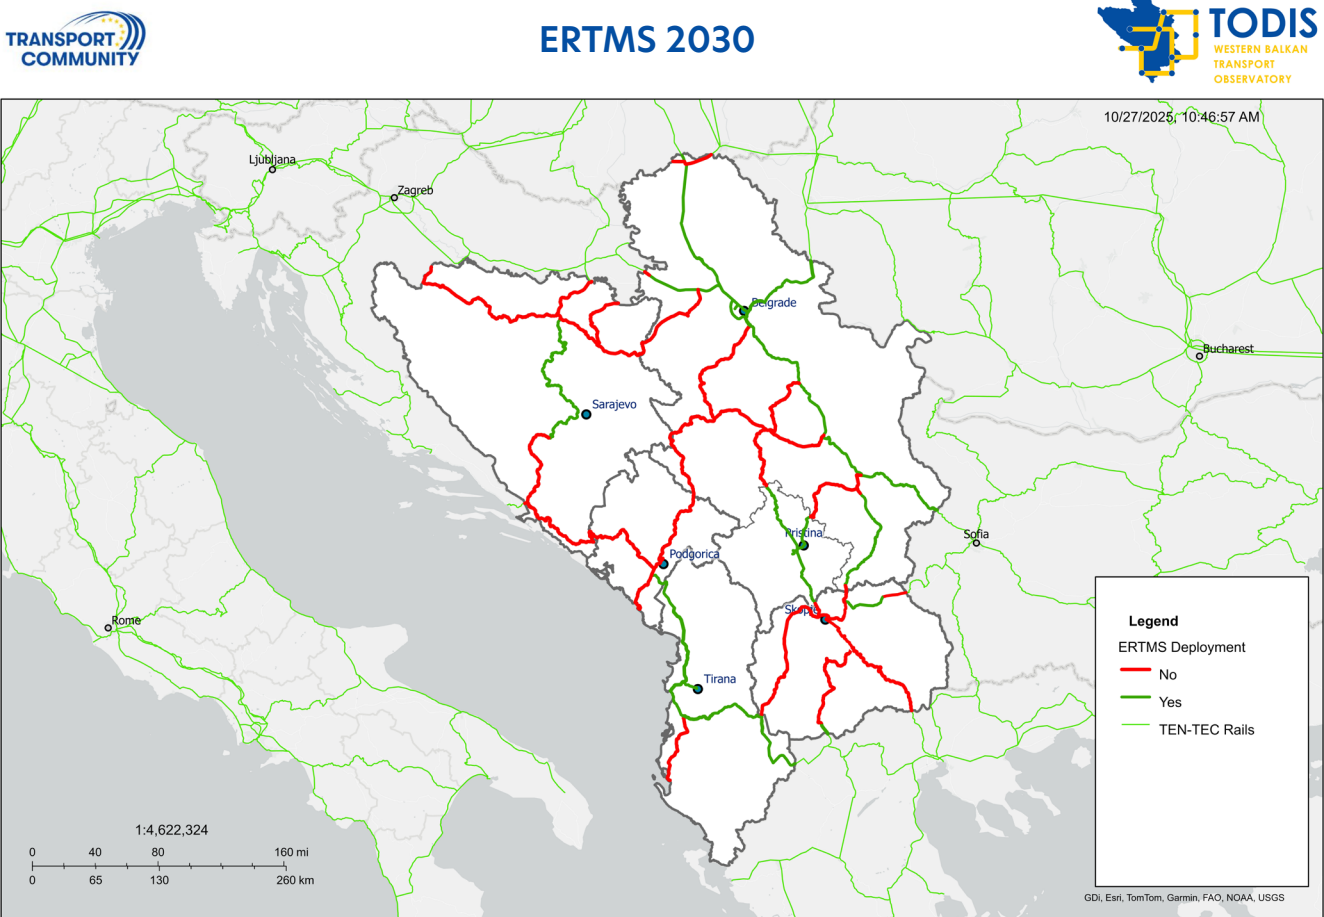 TRANSPORT
COMMUNITY
ERTMS 2030
TODIS
WESTERN BALKAN
TRANSPORT
OBSERVATORY
10/27/2025, 10:46:57 AM
Ljubljana
Zagreb
Belgrade
Bucharest
Sarajevo
Sofia
Pristina
Podgorica
Skopje
Rome
Tirana
Legend
ERTMS Deployment
No
Yes
TEN-TEC Rails
1:4,622,324
0 40 80 160 mi
0 65 130 260 km
GDi, Esri, TomTom, Garmin, FAO, NOAA, USGS